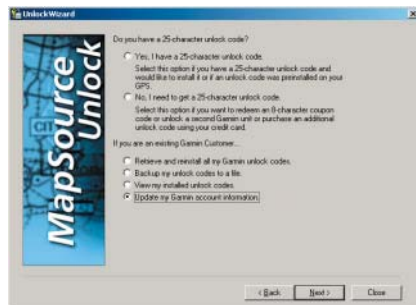 UnlockWizard
Do you have a 25-character unlock code?
Yes, I have a 25-character unlock code.
Select this option if you have a 25-character unlock code and
would like to install it or if an unlock code was preinstalled on your
GPS.
No, I need to get a 25-character unlock code.
Select this option if you want to redeem an 8-character coupon
code or unlock a second Garmin unit or purchase an additional
unlock code using your credit card.
If you are an existing Garmin Customer...
Retrieve and reinstall all my Garmin unlock codes.
Backup my unlock codes to a file.
View my installed unlock codes.
Update my Garmin account information.
MapSource
Unlock
CIT
< Back
Next >
Close